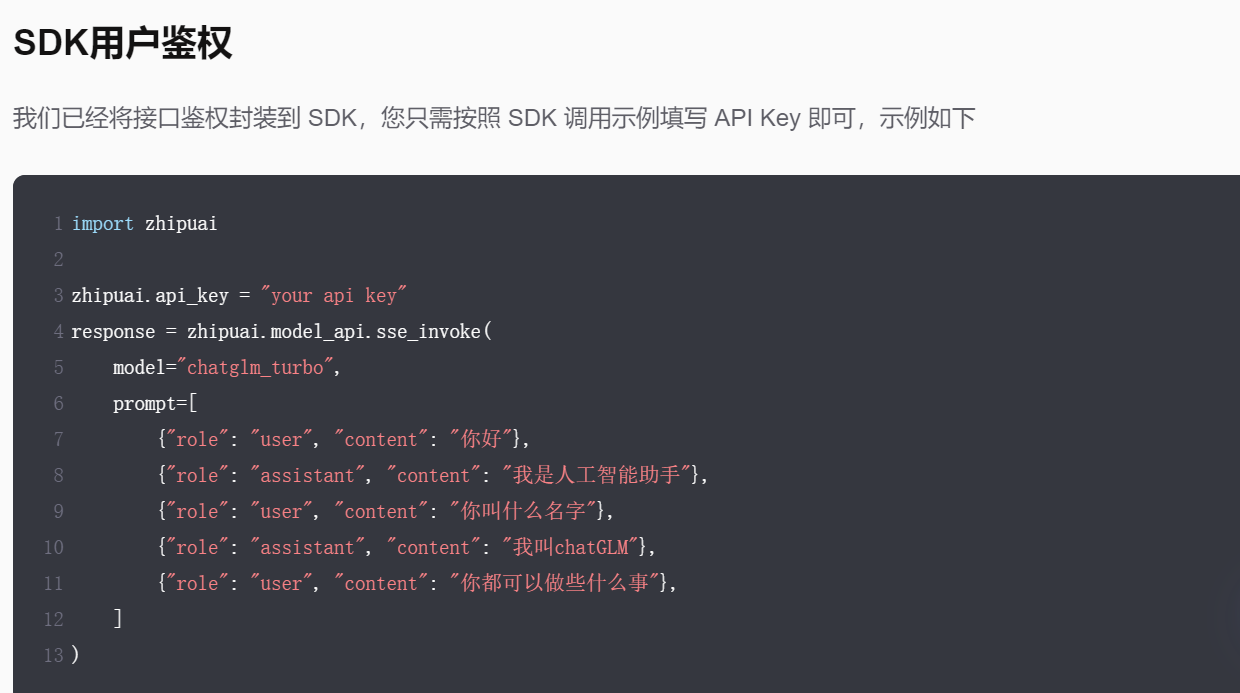 SDK用户鉴权
我们已经将接口鉴权封装到 SDK，您只需按照 SDK 调用示例填写 API Key 即可，示例如下
1 import zhipuai
2
3 zhipuai.api_key = "your api key"
4 response = zhipuai.model_api.sse_invoke(
5     model="chatglm_turbo",
6     prompt=[
7         {"role": "user", "content": "你好"},
8         {"role": "assistant", "content": "我是人工智能助手"},
9         {"role": "user", "content": "你叫什么名字"},
10         {"role": "assistant", "content": "我叫chatGLM"},
11         {"role": "user", "content": "你都可以做些什么事"},
12     ]
13 )